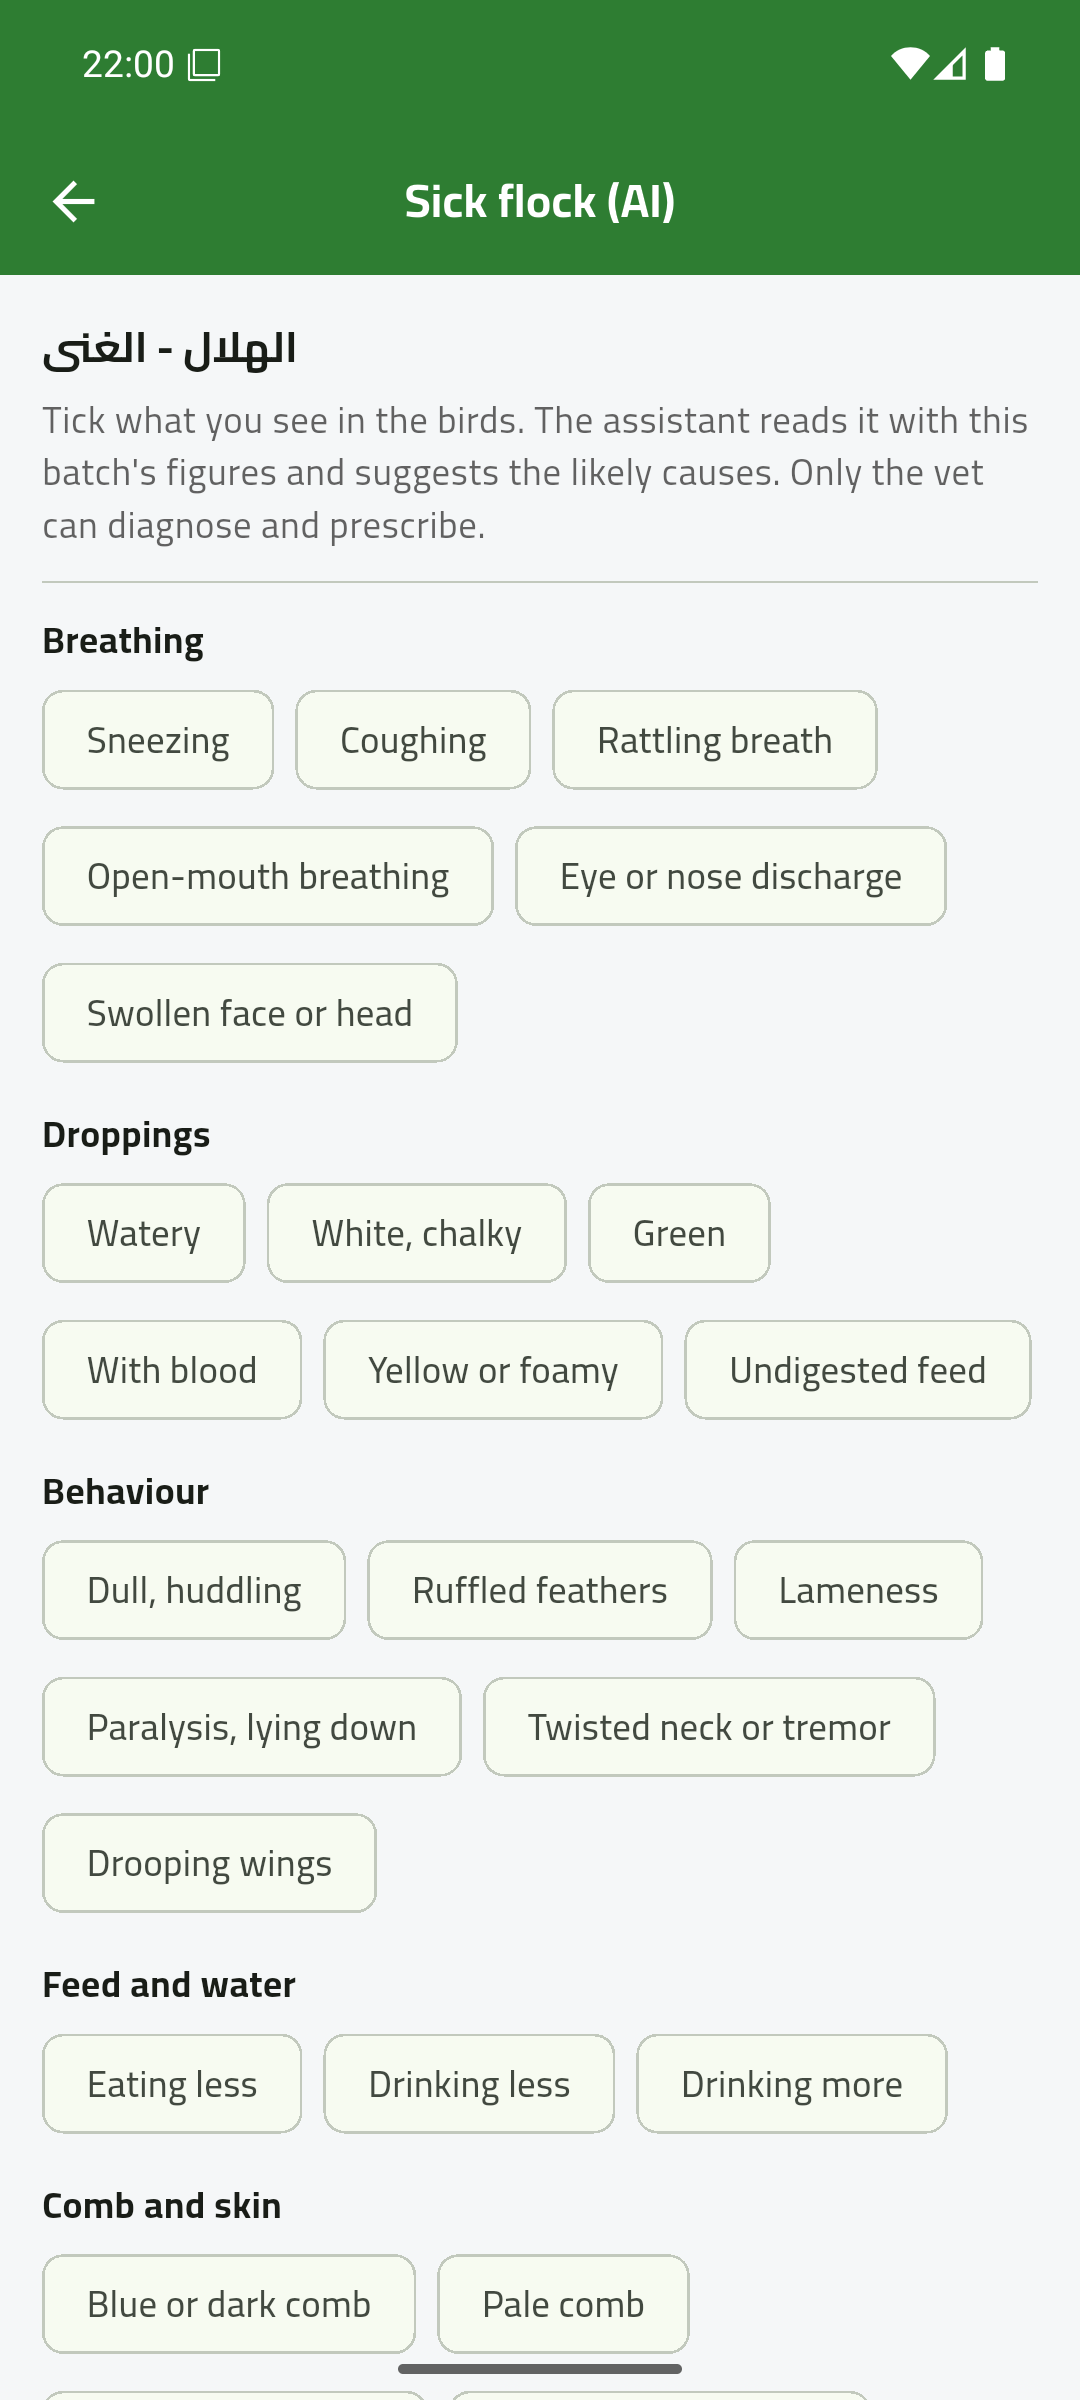 22:00
Sick flock (AI)
الهلال - الغنى
Tick what you see in the birds. The assistant reads it with this
batch's figures and suggests the likely causes. Only the vet
can diagnose and prescribe.
Breathing
Sneezing Coughing Rattling breath
Open-mouth breathing Eye or nose discharge
Swollen face or head
Droppings
Watery White, chalky Green
With blood Yellow or foamy Undigested feed
Behaviour
Dull, huddling Ruffled feathers Lameness
Paralysis, lying down Twisted neck or tremor
Drooping wings
Feed and water
Eating less Drinking less Drinking more
Comb and skin
Blue or dark comb Pale comb